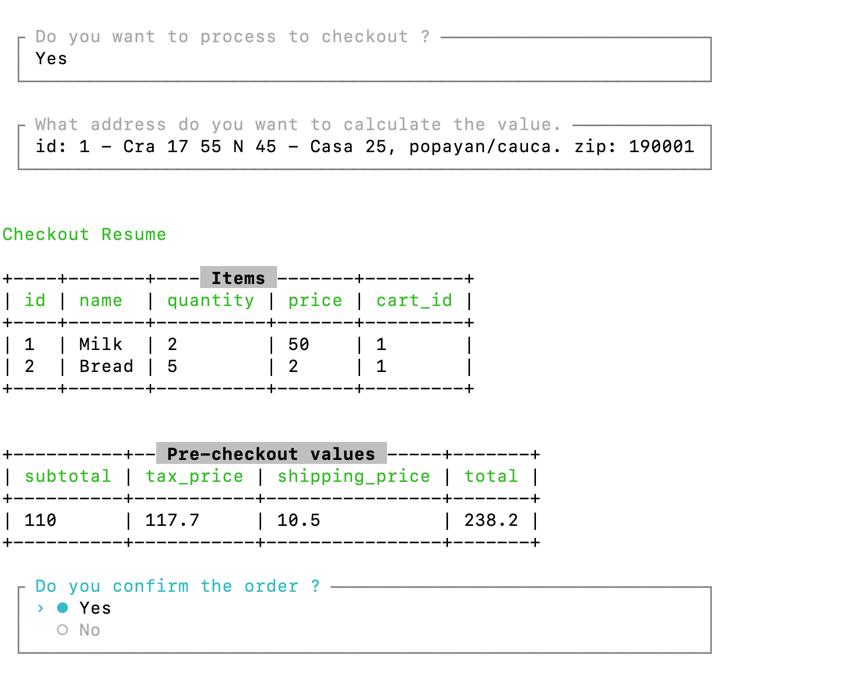 Do you want to process to checkout ?
Yes
What address do you want to calculate the value.
id: 1 - Cra 17 55 N 45 - Casa 25, popayan/cauca. zip: 190001
Checkout Resume
Items
| id | name | quantity | price | cart_id |
| 1 | Milk | 2 | 50 | 1 |
| 2 | Bread | 5 | 2 | 1 |
Pre-checkout values
| subtotal | tax_price | shipping_price | total |
| 110 | 117.7 | 10.5 | 238.2 |
Do you confirm the order ?
› ● Yes
○ No